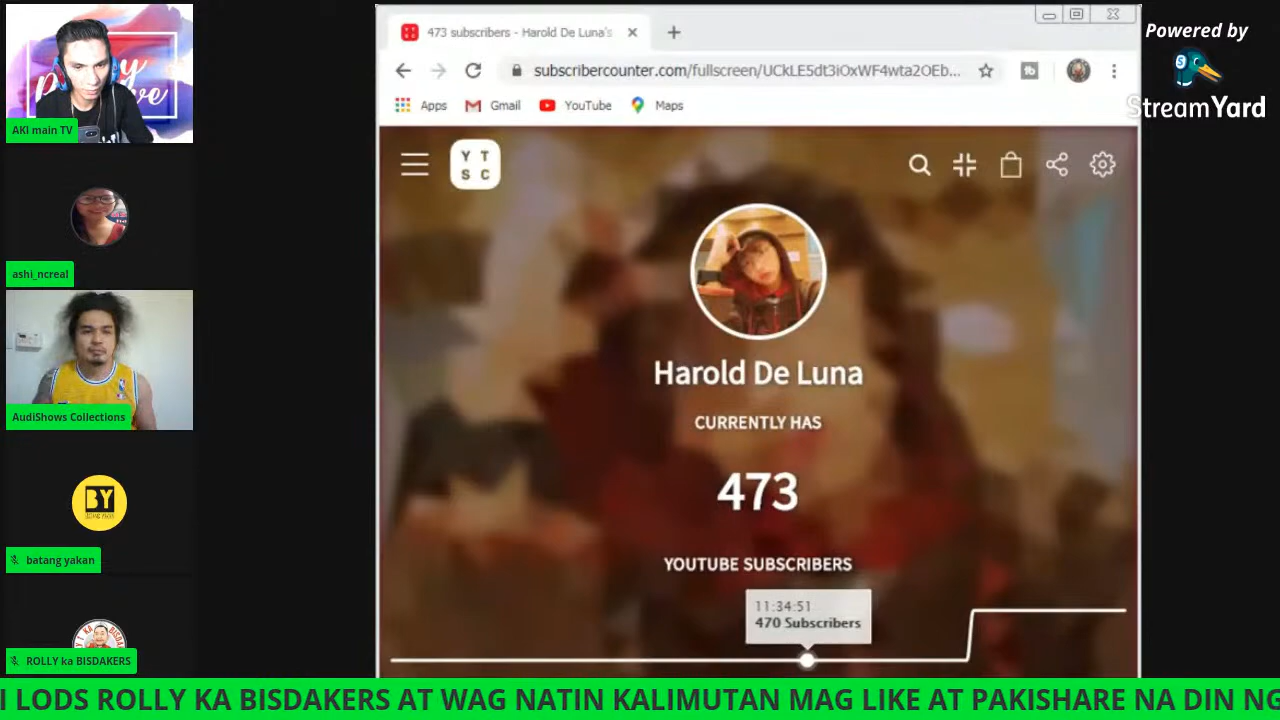 AKI main TV
ashi_ncreal
AudiShows Collections
BY
batang yakan
ROLLY ka BISDAKERS
473 subscribers - Harold De Luna's
subscribercounter.com/fullscreen/UCkLE5dt3iOxWF4wta2OEb...
Apps Gmail YouTube Maps
Y T
S C
Harold De Luna
CURRENTLY HAS
473
YOUTUBE SUBSCRIBERS
11:34:51
470 Subscribers
Powered by
StreamYard
I LODS ROLLY KA BISDAKERS AT WAG NATIN KALIMUTAN MAG LIKE AT PAKISHARE NA DIN NG